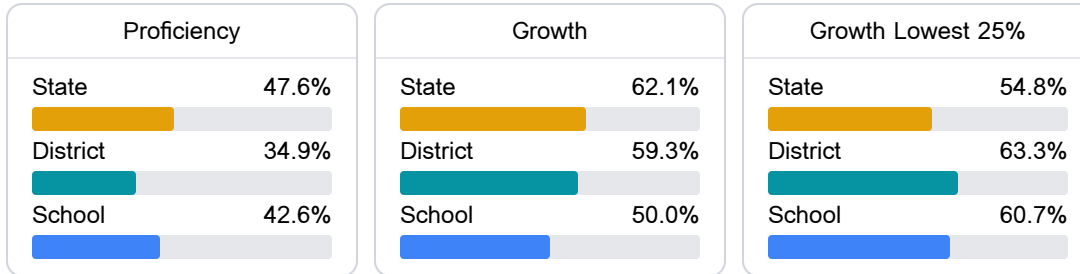 Proficiency
State 47.6%
District 34.9%
School 42.6%
Growth
State 62.1%
District 59.3%
School 50.0%
Growth Lowest 25%
State 54.8%
District 63.3%
School 60.7%